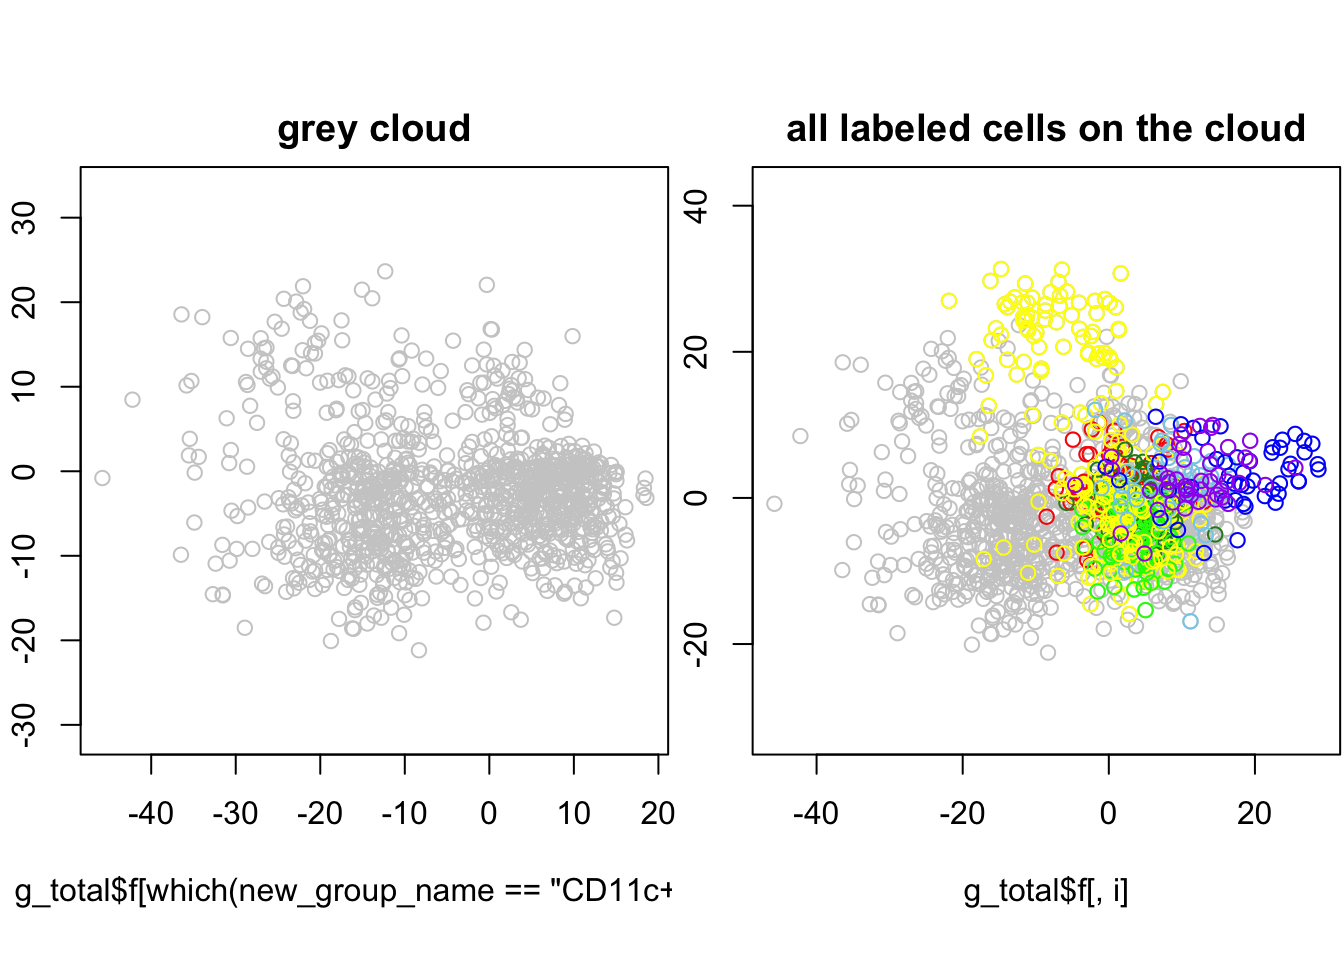 grey cloud
30
20
10
0
-10
-20
-30
-40 -30 -20 -10 0 10 20
g_total$f[which(new_group_name == "CD11c+
all labeled cells on the cloud
40
20
0
-20
-40 -20 0 20
g_total$f[, i]